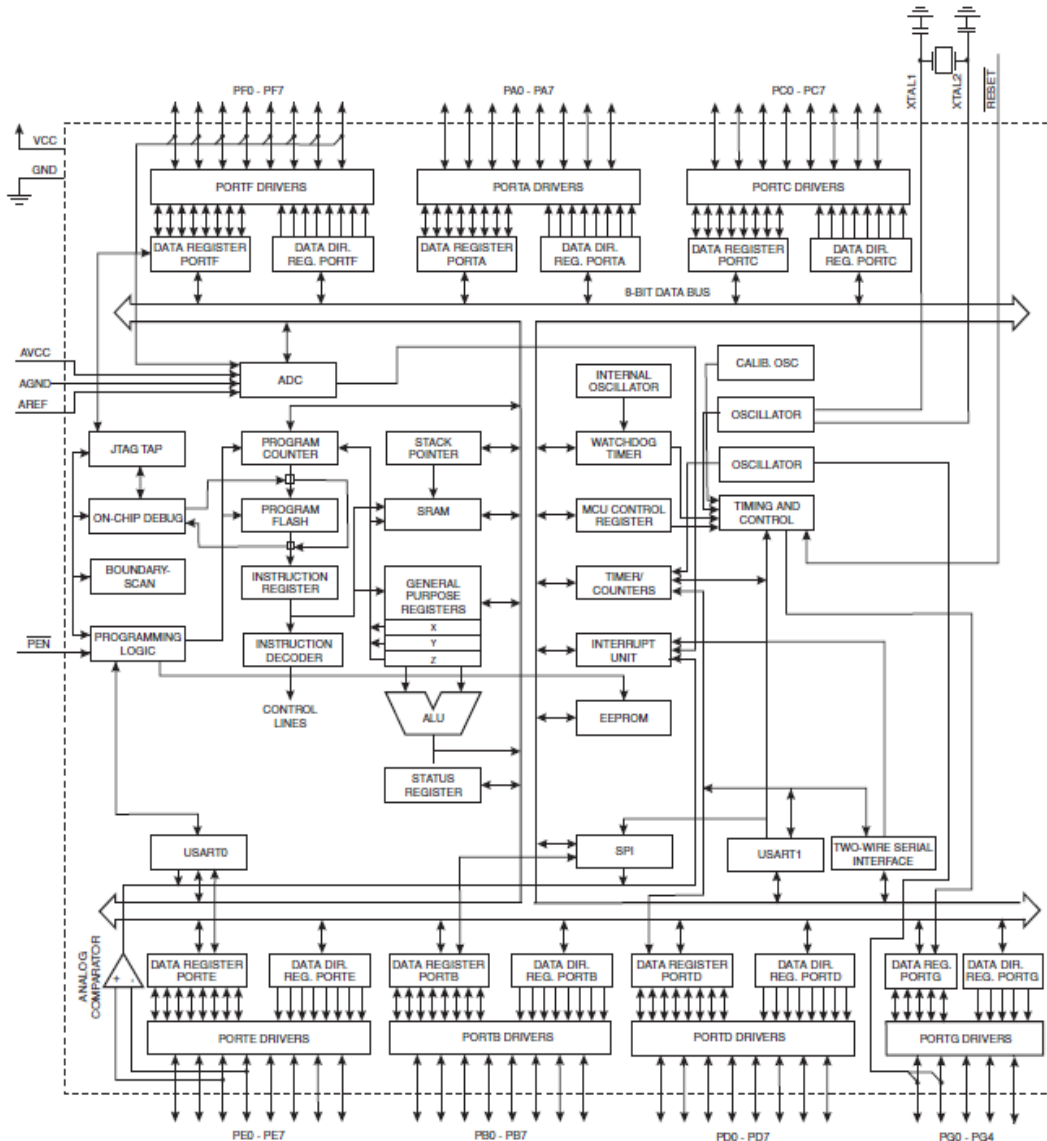 XTAL1
XTAL2
RESET
PF0 - PF7
PA0 - PA7
PC0 - PC7
VCC
GND
PORTF DRIVERS
PORTA DRIVERS
PORTC DRIVERS
DATA REGISTER
PORTF
DATA DIR.
REG. PORTF
DATA REGISTER
PORTA
DATA DIR.
REG. PORTA
DATA REGISTER
PORTC
DATA DIR.
REG. PORTC
8-BIT DATA BUS
AVCC
AGND
AREF
ADC
INTERNAL
OSCILLATOR
CALIB. OSC
OSCILLATOR
JTAG TAP
PROGRAM
COUNTER
STACK
POINTER
WATCHDOG
TIMER
OSCILLATOR
ON-CHIP DEBUG
PROGRAM
FLASH
SRAM
MCU CONTROL
REGISTER
TIMING AND
CONTROL
BOUNDARY-
SCAN
INSTRUCTION
REGISTER
GENERAL
PURPOSE
REGISTERS
X
Y
Z
TIMER/
COUNTERS
PEN
PROGRAMMING
LOGIC
INSTRUCTION
DECODER
INTERRUPT
UNIT
CONTROL
LINES
ALU
EEPROM
STATUS
REGISTER
USART0
SPI
USART1
TWO-WIRE SERIAL
INTERFACE
ANALOG
COMPARATOR
+
-
DATA REGISTER
PORTE
DATA DIR.
REG. PORTE
DATA REGISTER
PORTB
DATA DIR.
REG. PORTB
DATA REGISTER
PORTD
DATA DIR.
REG. PORTD
DATA REG.
PORTG
DATA DIR.
REG. PORTG
PORTE DRIVERS
PORTB DRIVERS
PORTD DRIVERS
PORTG DRIVERS
PE0 - PE7
PB0 - PB7
PD0 - PD7
PG0 - PG4